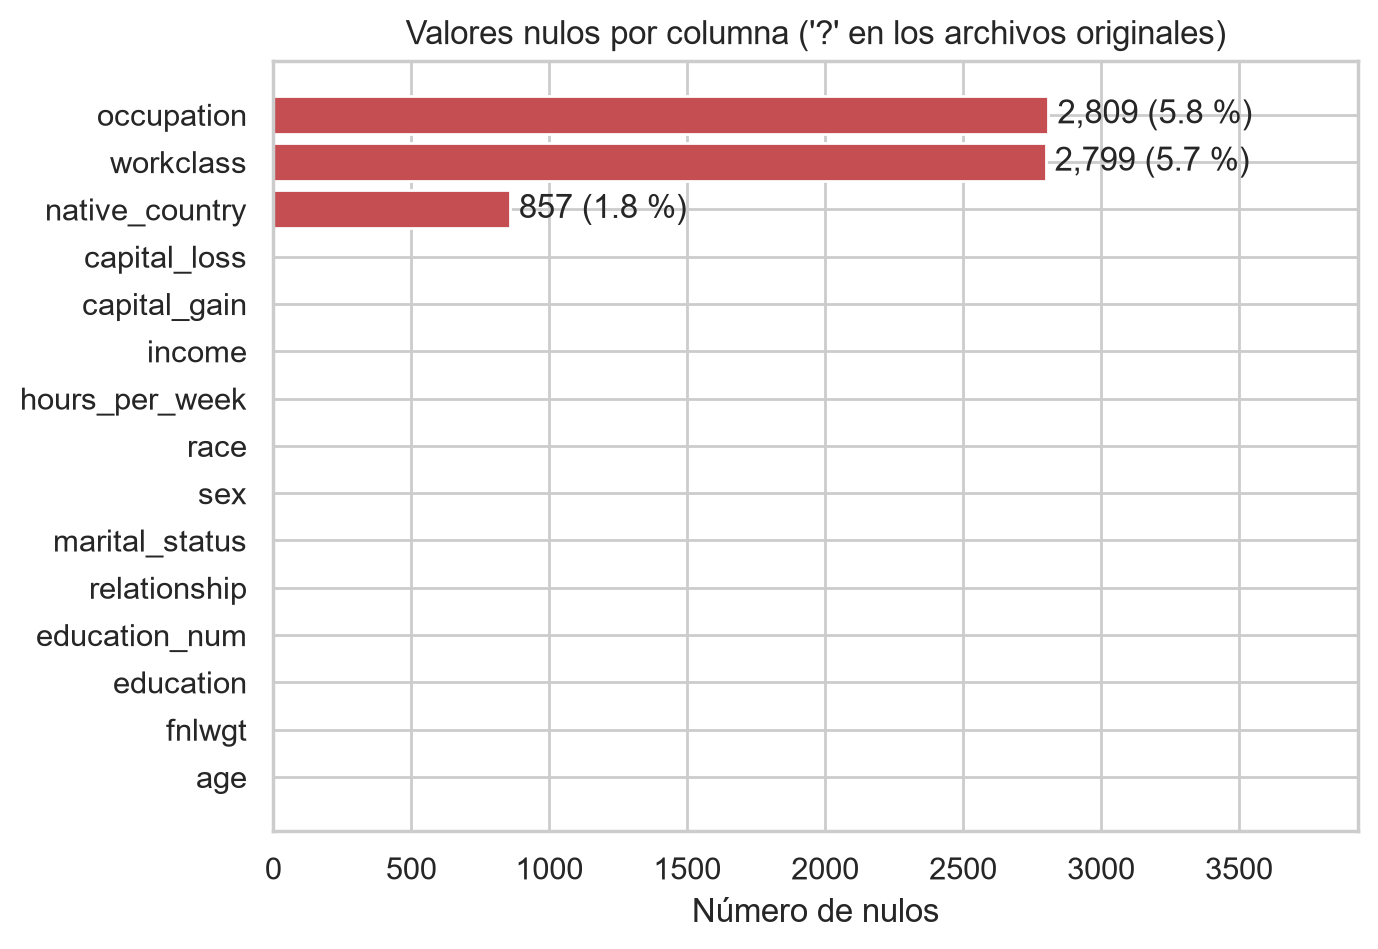 Valores nulos por columna ('?' en los archivos originales)
occupation 2,809 (5.8 %)
workclass 2,799 (5.7 %)
native_country 857 (1.8 %)
capital_loss
capital_gain
income
hours_per_week
race
sex
marital_status
relationship
education_num
education
fnlwgt
age
0 500 1000 1500 2000 2500 3000 3500
Número de nulos